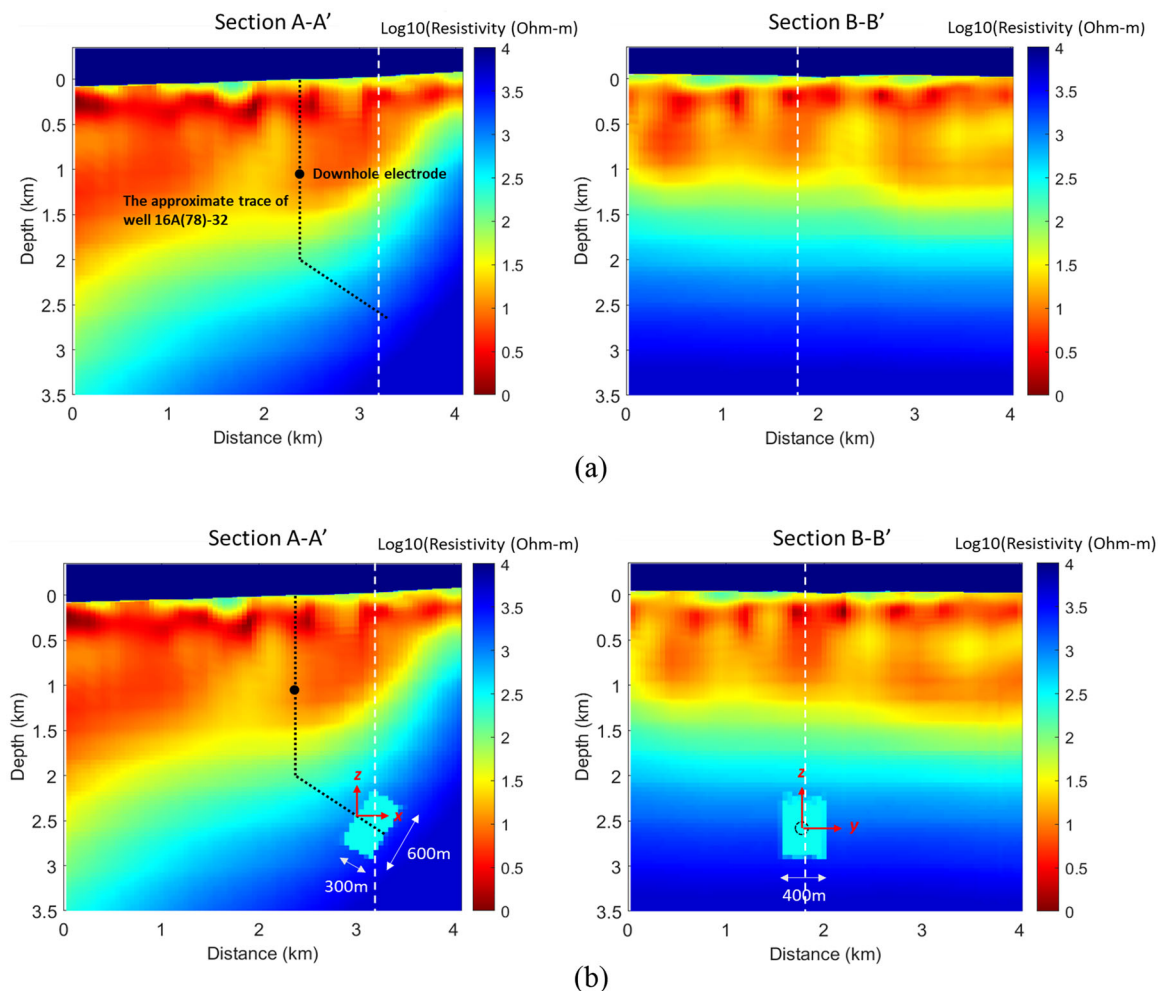 Section A-A’
Log10(Resistivity (Ohm-m)
Section B-B’
Log10(Resistivity (Ohm-m)
0
0.5
1
1.5
2
2.5
3
3.5
Depth (km)
Downhole electrode
The approximate trace of
well 16A(78)-32
0 1 2 3 4
Distance (km)
4
3.5
3
2.5
2
1.5
1
0.5
0
0
0.5
1
1.5
2
2.5
3
3.5
Depth (km)
0 1 2 3 4
Distance (km)
4
3.5
3
2.5
2
1.5
1
0.5
0
(a)
Section A-A’
Log10(Resistivity (Ohm-m)
Section B-B’
Log10(Resistivity (Ohm-m)
0
0.5
1
1.5
2
2.5
3
3.5
Depth (km)
z
x
600m
300m
0 1 2 3 4
Distance (km)
4
3.5
3
2.5
2
1.5
1
0.5
0
0
0.5
1
1.5
2
2.5
3
3.5
Depth (km)
z
y
400m
0 1 2 3 4
Distance (km)
4
3.5
3
2.5
2
1.5
1
0.5
0
(b)